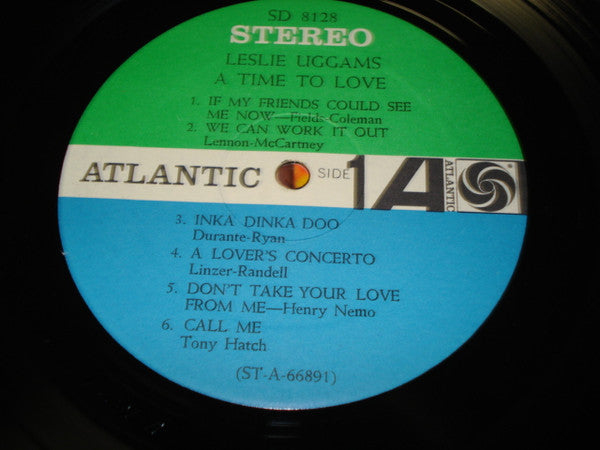 SD 8128
STEREO
LESLIE UGGAMS
A TIME TO LOVE
1. IF MY FRIENDS COULD SEE
ME NOW—Fields-Coleman
2. WE CAN WORK IT OUT
Lennon-McCartney
ATLANTIC SIDE 1 A ATLANTIC
3. INKA DINKA DOO
Durante-Ryan
4. A LOVER'S CONCERTO
Linzer-Randell
5. DON'T TAKE YOUR LOVE
FROM ME—Henry Nemo
6. CALL ME
Tony Hatch
(ST-A-66891)